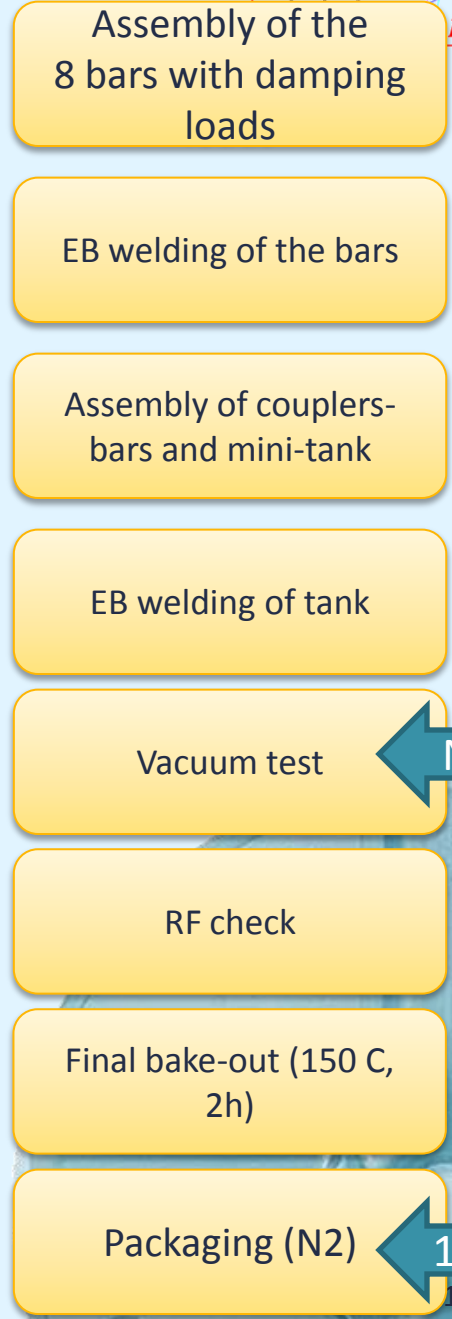 Assembly of the
8 bars with damping
loads
EB welding of the bars
Assembly of couplers-
bars and mini-tank
EB welding of tank
Vacuum test
RF check
Final bake-out (150 C,
2h)
Packaging (N2)